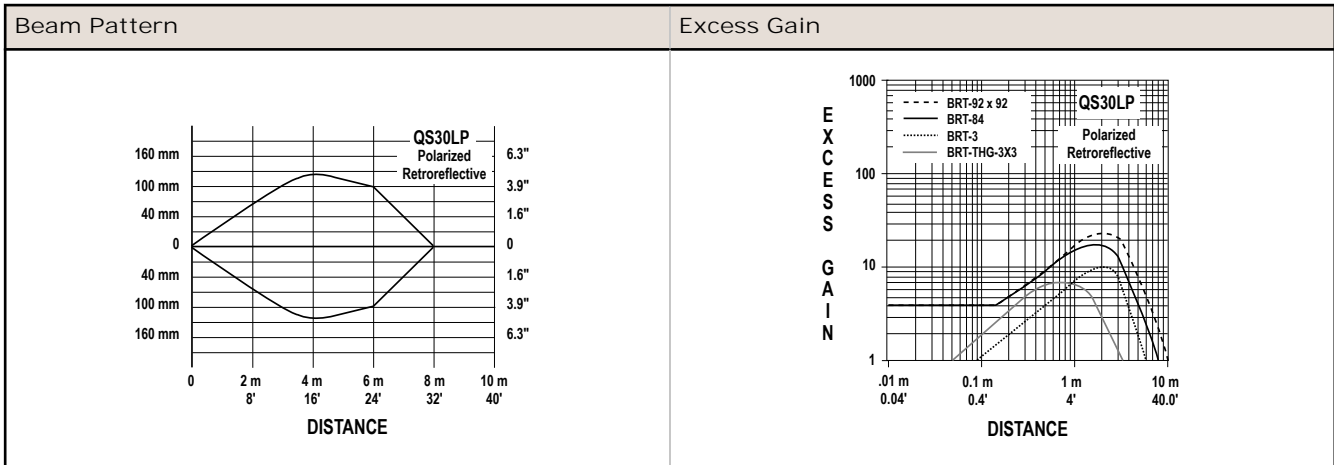 Beam Pattern
Excess Gain
QS30LP
Polarized
Retroreflective
160 mm
100 mm
40 mm
0
40 mm
100 mm
160 mm
6.3"
3.9"
1.6"
0
1.6"
3.9"
6.3"
0 2 m 4 m 6 m 8 m 10 m
8' 16' 24' 32' 40'
DISTANCE
EXCESS GAIN
1000
100
10
1
BRT-92 x 92
BRT-84
BRT-3
BRT-THG-3X3
QS30LP
Polarized
Retroreflective
.01 m 0.1 m 1 m 10 m
0.04' 0.4' 4' 40.0'
DISTANCE